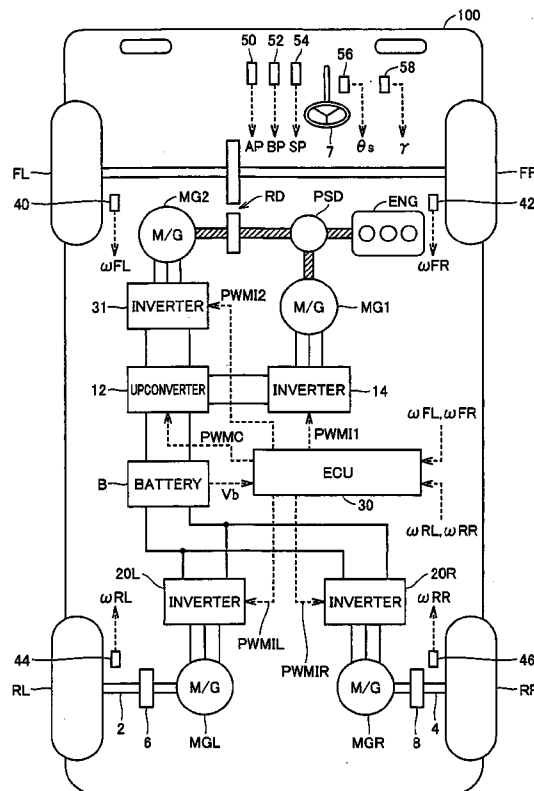 100
50 52 54 56 58
AP BP SP 7 θs γ
FL FR
40 42
MG2 RD PSD ENG
M/G
ωFL ωFR
PWMI2
M/G MG1
31 INVERTER
12 UPCONVERTER INVERTER 14
PWMC PWMI1 ωFL,ωFR
B BATTERY Vb ECU
30 ωRL,ωRR
20L 20R
ωRL INVERTER INVERTER ωRR
PWMIL PWMIR
44 46
RL M/G M/G RR
2 6 MGL MGR 8 4